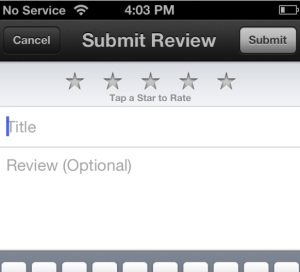 No Service 4:03 PM
Cancel Submit Review Submit
Tap a Star to Rate
Title
Review (Optional)